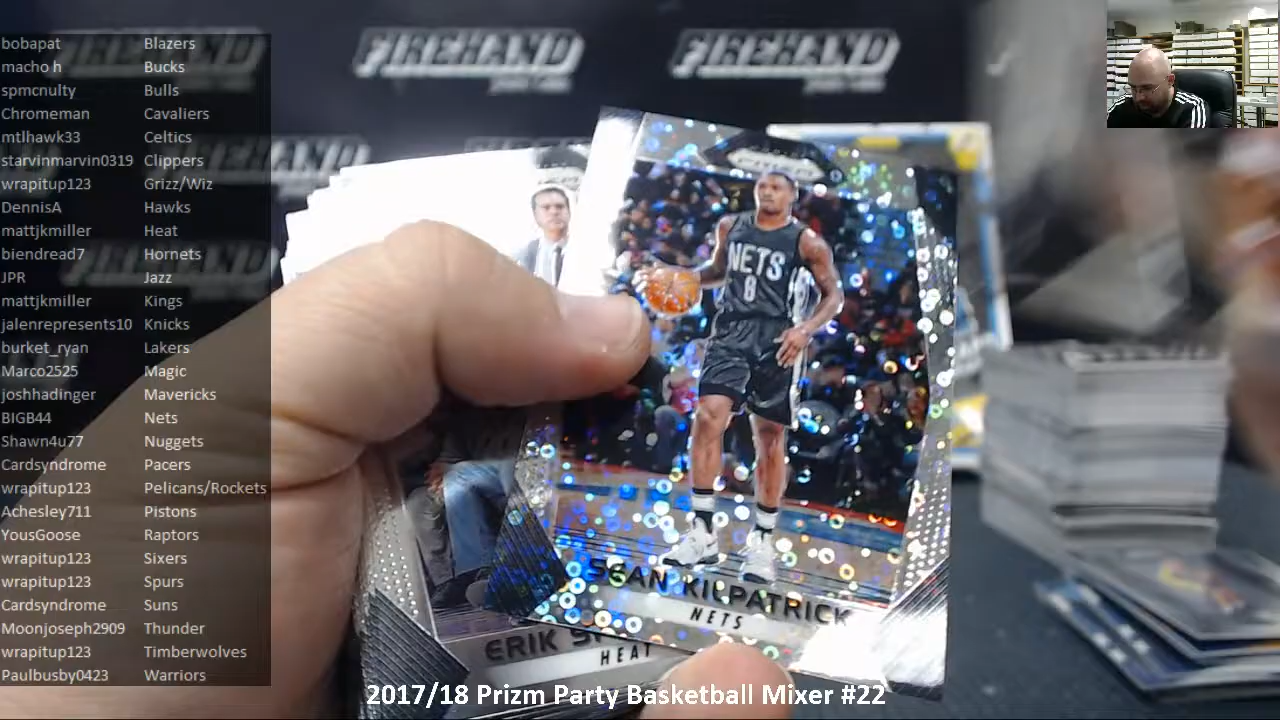 bobapat Blazers
macho h Bucks
spmcnulty Bulls
Chromeman Cavaliers
mtlhawk33 Celtics
starvinmarvin0319 Clippers
wrapitup123 Grizz/Wiz
DennisA Hawks
mattjkmiller Heat
biendread7 Hornets
JPR Jazz
mattjkmiller Kings
jalenrepresents10 Knicks
burket_ryan Lakers
Marco2525 Magic
joshhadinger Mavericks
BIGB44 Nets
Shawn4u77 Nuggets
Cardsyndrome Pacers
wrapitup123 Pelicans/Rockets
Achesley711 Pistons
YousGoose Raptors
wrapitup123 Sixers
wrapitup123 Spurs
Cardsyndrome Suns
Moonjoseph2909 Thunder
wrapitup123 Timberwolves
Paulbusby0423 Warriors
FIREHAND FIREHAND
PRIZM
NETS
8
SEAN KILPATRICK
NETS
ERIK
HEAT
2017/18 Prizm Party Basketball Mixer #22